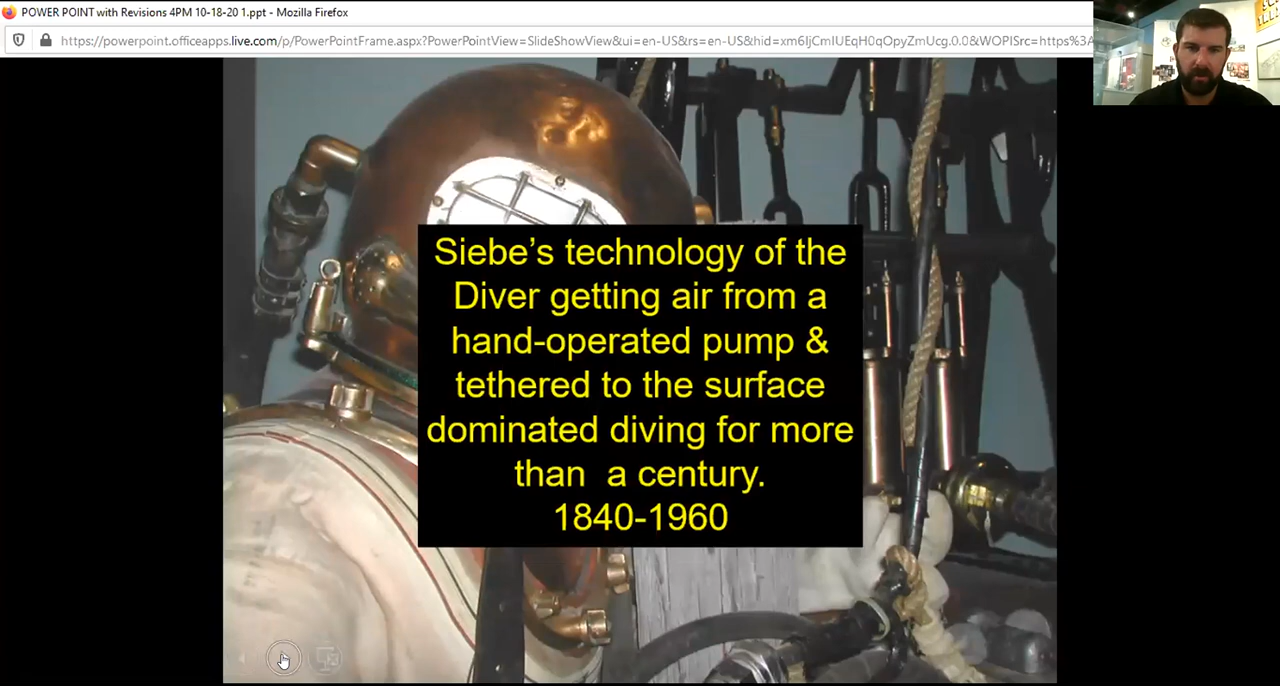 POWER POINT with Revisions 4PM 10-18-20 1.ppt - Mozilla Firefox
https://powerpoint.officeapps.live.com/p/PowerPointFrame.aspx?PowerPointView=SlideShowView&ui=en-US&rs=en-US&hid=xm6IjCmIUEqH0qOpyZmUcg.0.0&WOPISrc=https%3A
Siebe’s technology of the
Diver getting air from a
hand-operated pump &
tethered to the surface
dominated diving for more
than  a century.
1840-1960